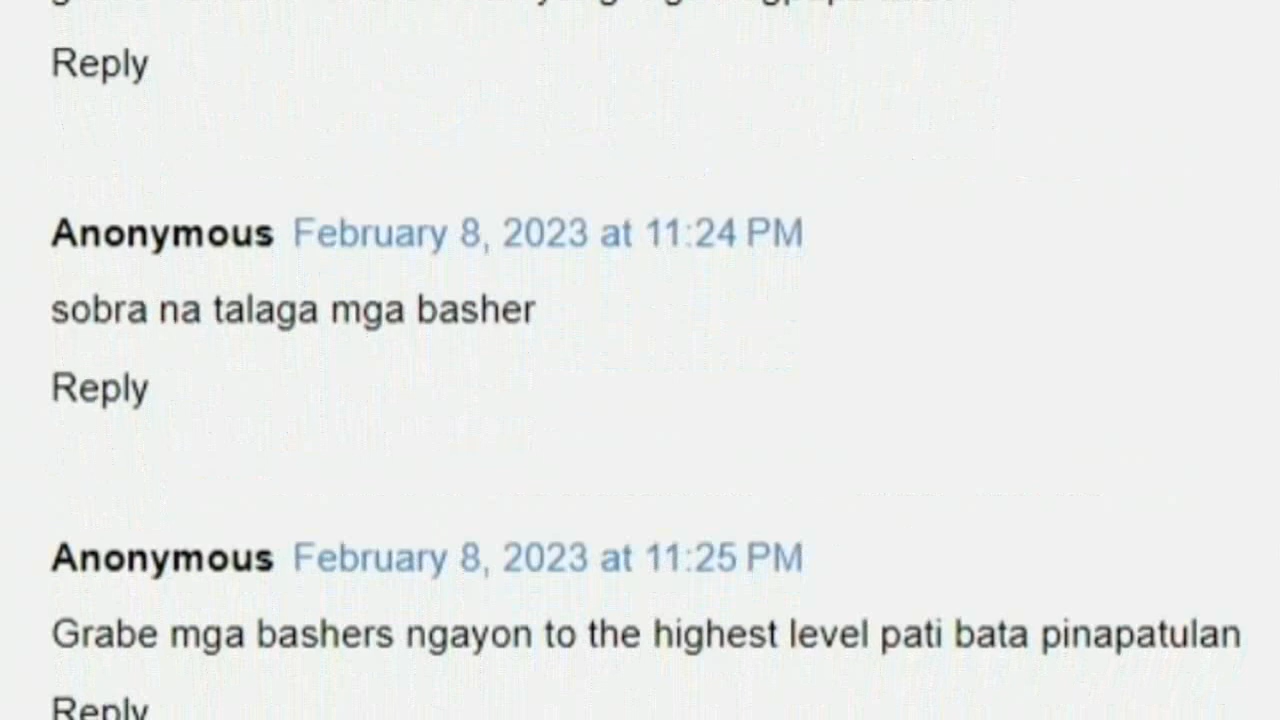 Reply
Anonymous February 8, 2023 at 11:24 PM
sobra na talaga mga basher
Reply
Anonymous February 8, 2023 at 11:25 PM
Grabe mga bashers ngayon to the highest level pati bata pinapatulan
Reply